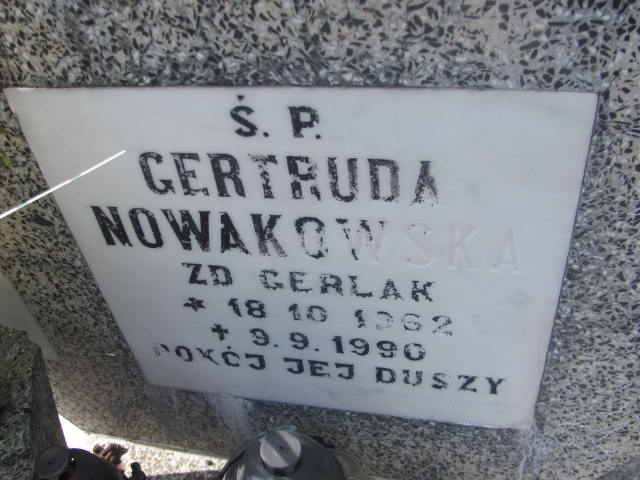 Ś. P.
GERTRUDA
NOWAKOWSKA
ZD. GERLAK
* 18.10.1962
+ 9.9.1990
POKÓJ JEJ DUSZY